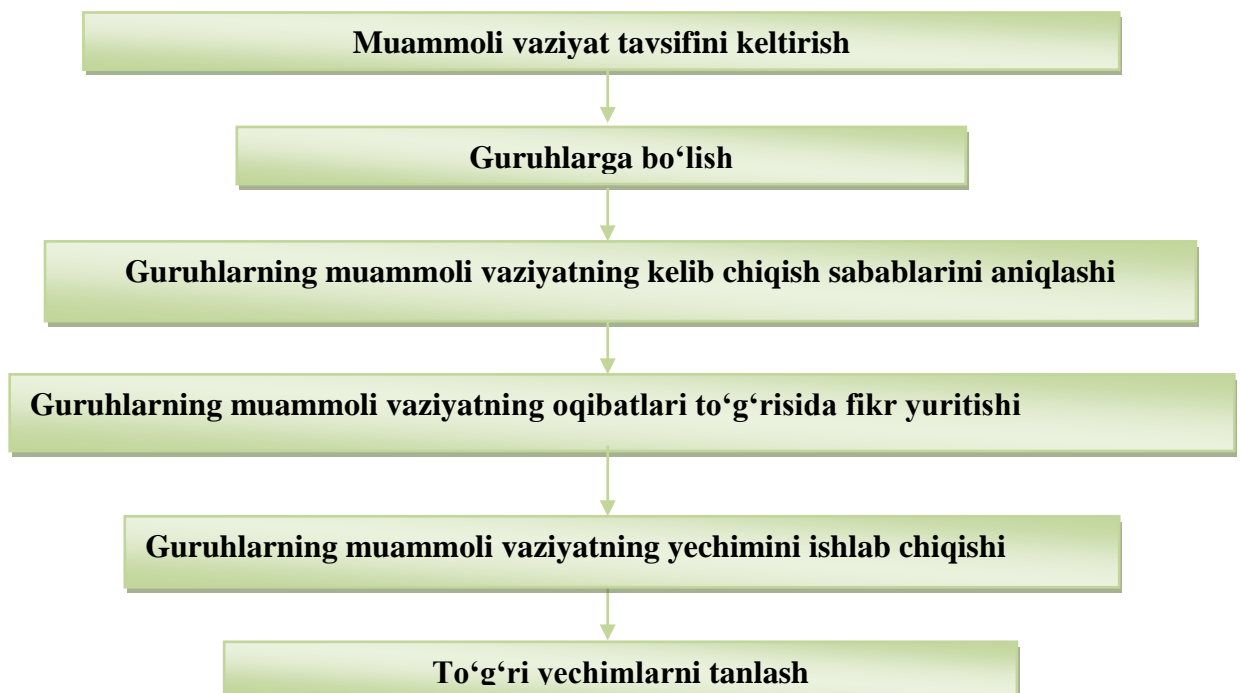 Muammoli vaziyat tavsifini keltirish
Guruhlarga bo‘lish
Guruhlarning muammoli vaziyatning kelib chiqish sabablarini aniqlashi
Guruhlarning muammoli vaziyatning oqibatlari to‘g‘risida fikr yuritishi
Guruhlarning muammoli vaziyatning yechimini ishlab chiqishi
To‘g‘ri yechimlarni tanlash